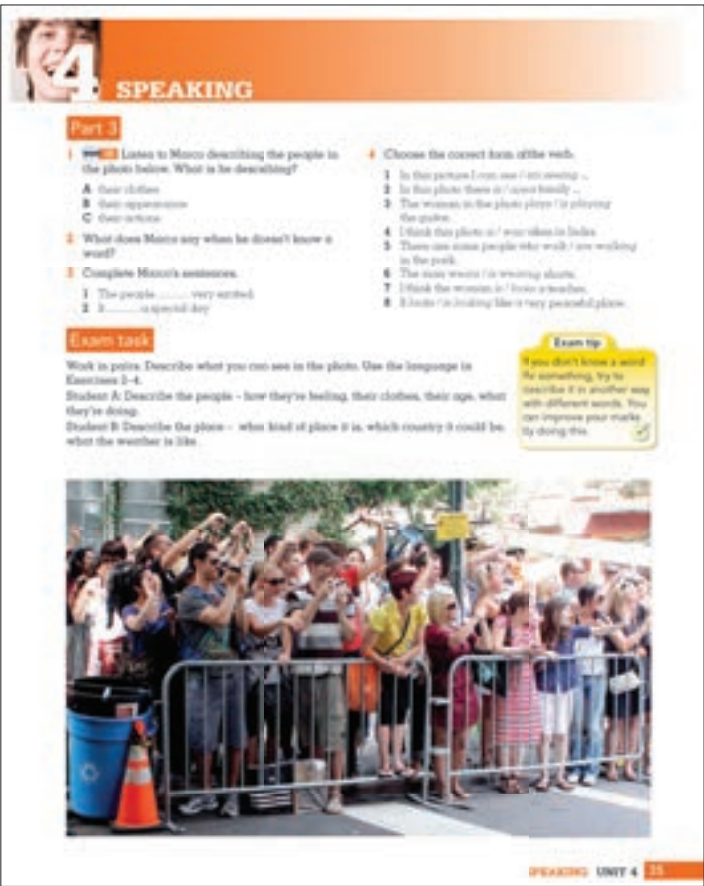 4
SPEAKING
Part 3
1 Listen to Marco describing the people in
the photo below. What is he describing?
A their clothes
B their appearance
C their actions
2 What does Marco say when he doesn't know a
word?
3 Complete Marco's sentences.
1 The people .......... very excited.
2 It .......... a special day.
4 Choose the correct form of the verb.
1 In this picture I can see / am seeing ...
2 In this photo there is / a family ...
3 The woman in the photo plays / is playing
the guitar.
4 I think this photo is / was taken in India.
5 There are some people who walk / are walking
in the park.
6 The man wears / is wearing shorts.
7 I think the woman is / looks a teacher.
8 It looks / is looking like a very peaceful place.
Exam task
Work in pairs. Describe what you can see in the photo. Use the language in
Exercises 2–4.
Student A: Describe the people – how they're feeling, their clothes, their age, what
they're doing.
Student B: Describe the place – what kind of place it is, which country it could be,
what the weather is like.
Exam tip
If you don't know a word
for something, try to
describe it in another way
with different words. You
can improve your marks
by doing this.
SPEAKING UNIT 4 35